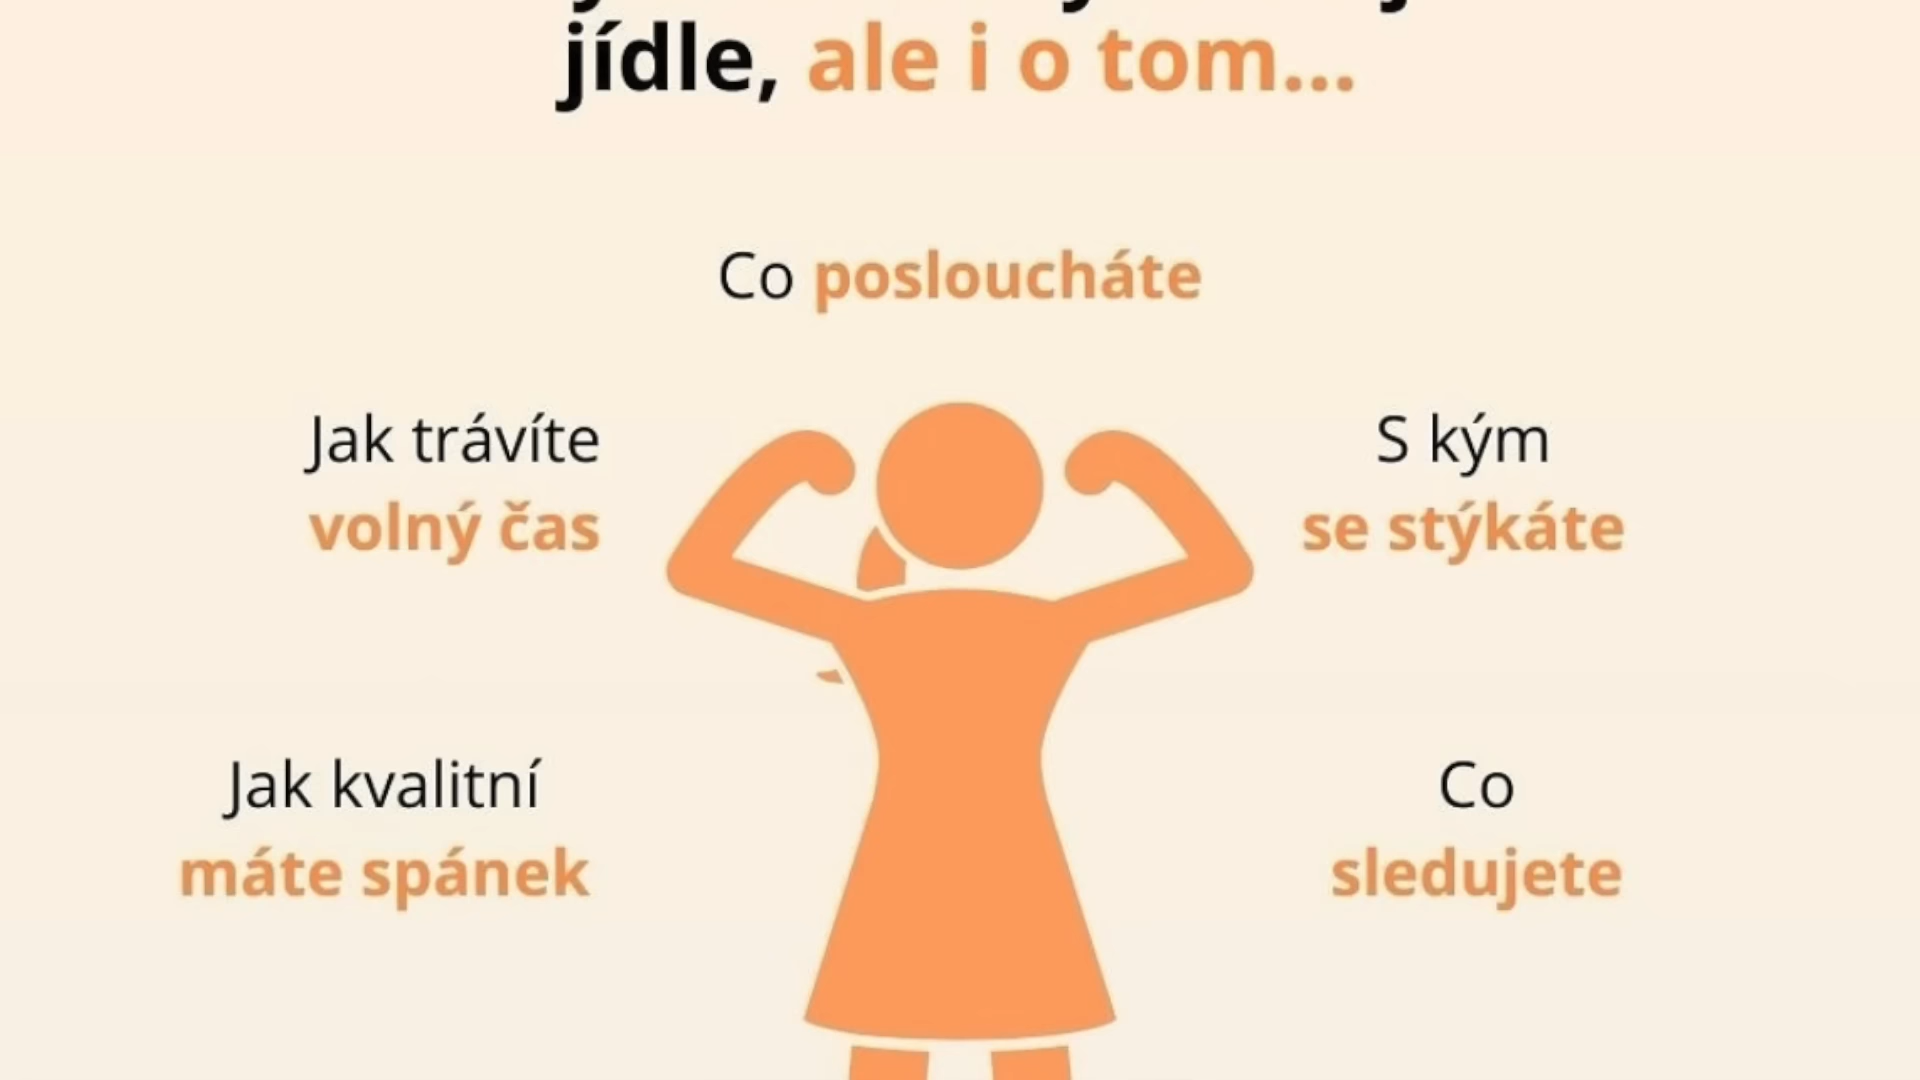 jídle, ale i o tom...
Co posloucháte
Jak trávíte
volný čas
S kým
se stýkáte
Jak kvalitní
máte spánek
Co
sledujete